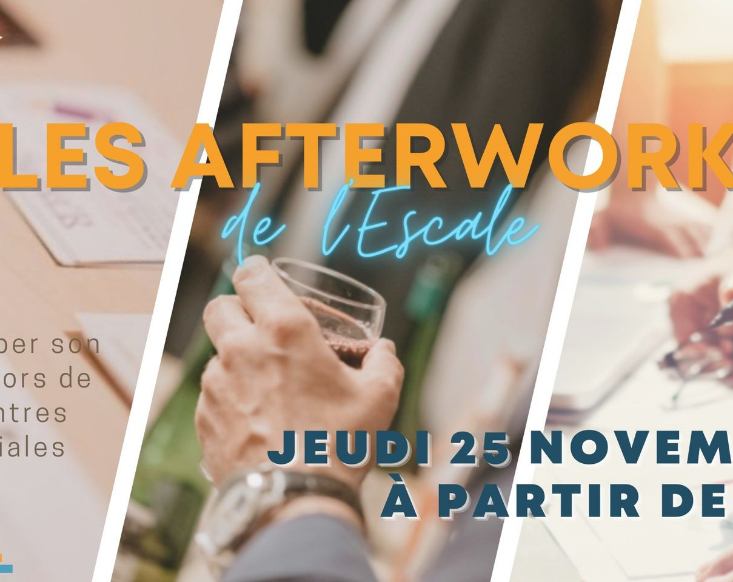 LES AFTERWORK
de l'Escale
per son
ors de
ntres
iales
JEUDI 25 NOVEM
À PARTIR DE